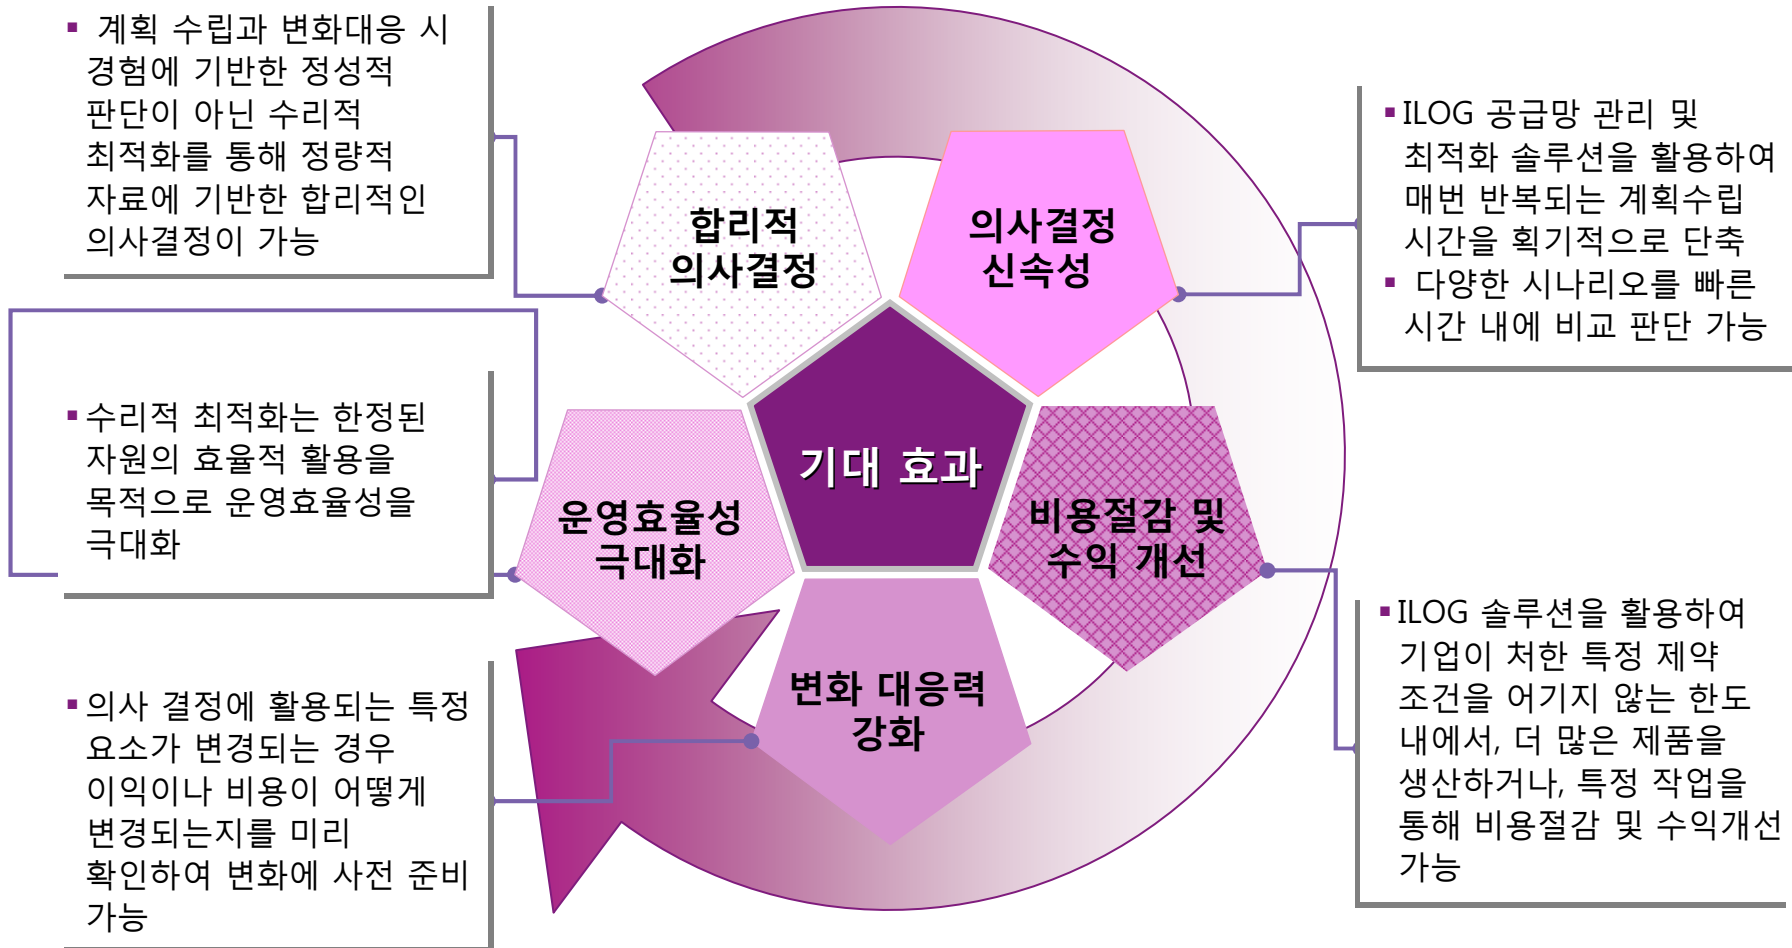 ▪ 계획 수립과 변화대응 시
경험에 기반한 정성적
판단이 아닌 수리적
최적화를 통해 정량적
자료에 기반한 합리적인
의사결정이 가능
▪ 수리적 최적화는 한정된
자원의 효율적 활용을
목적으로 운영효율성을
극대화
▪ 의사 결정에 활용되는 특정
요소가 변경되는 경우
이익이나 비용이 어떻게
변경되는지를 미리
확인하여 변화에 사전 준비
가능
합리적
의사결정
의사결정
신속성
기대 효과
운영효율성
극대화
비용절감 및
수익 개선
변화 대응력
강화
▪ ILOG 공급망 관리 및
최적화 솔루션을 활용하여
매번 반복되는 계획수립
시간을 획기적으로 단축
▪ 다양한 시나리오를 빠른
시간 내에 비교 판단 가능
▪ ILOG 솔루션을 활용하여
기업이 처한 특정 제약
조건을 어기지 않는 한도
내에서, 더 많은 제품을
생산하거나, 특정 작업을
통해 비용절감 및 수익개선
가능